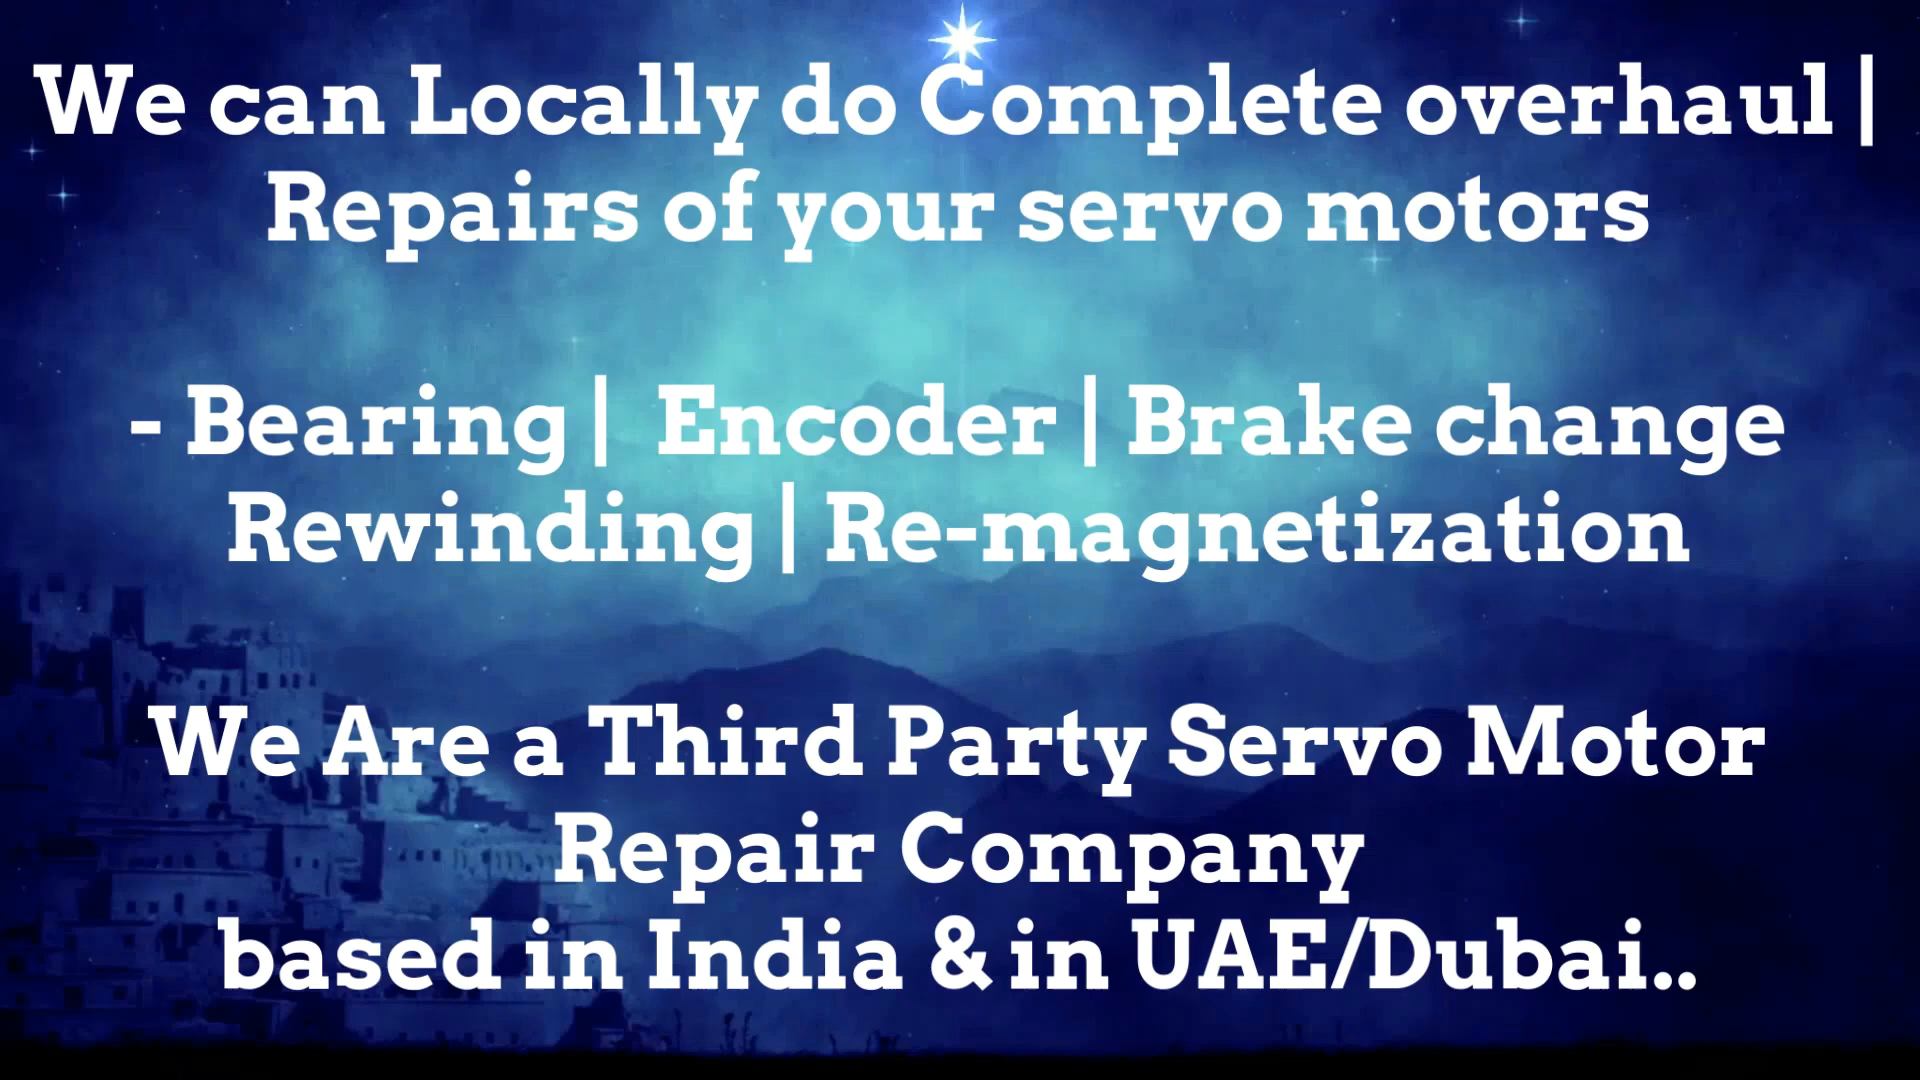 We can Locally do Complete overhaul |
Repairs of your servo motors
- Bearing | Encoder | Brake change
Rewinding | Re-magnetization
We Are a Third Party Servo Motor
Repair Company
based in India & in UAE/Dubai..